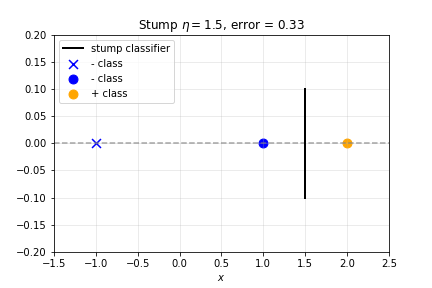 Stump η = 1.5, error = 0.33
stump classifier
- class
- class
+ class
0.20
0.15
0.10
0.05
0.00
−0.05
−0.10
−0.15
−0.20
−1.5 −1.0 −0.5 0.0 0.5 1.0 1.5 2.0 2.5
x